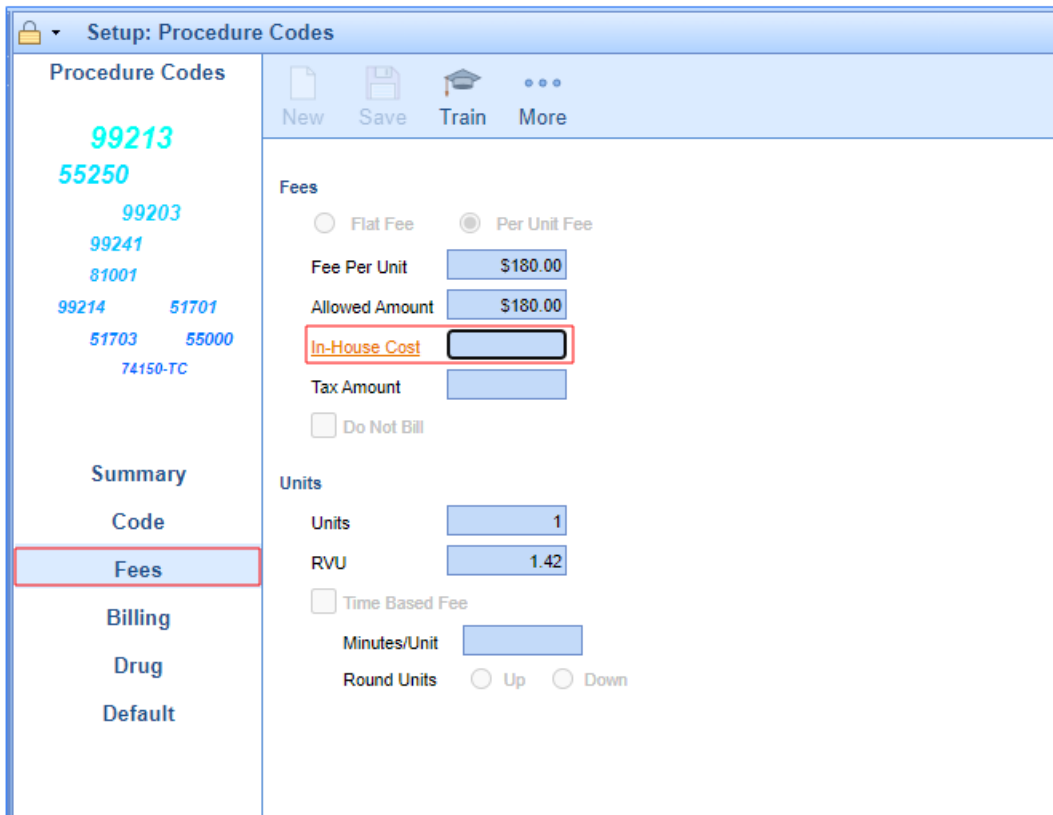 Setup: Procedure Codes
Procedure Codes
99213
55250
99203
99241
81001
99214 51701
51703 55000
74150-TC
Summary
Code
Fees
Billing
Drug
Default
New Save Train More
Fees
Flat Fee Per Unit Fee
Fee Per Unit $180.00
Allowed Amount $180.00
In-House Cost
Tax Amount
Do Not Bill
Units
Units 1
RVU 1.42
Time Based Fee
Minutes/Unit
Round Units Up Down